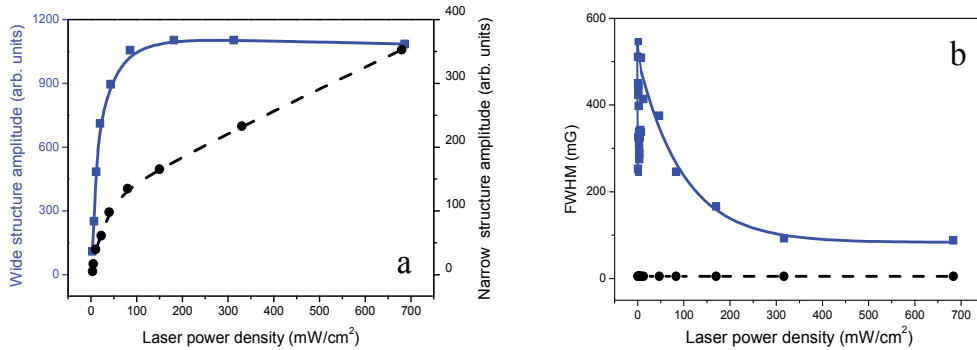 Wide structure amplitude (arb. units)
1200
900
600
300
0
0 100 200 300 400 500 600 700
Laser power density (mW/cm²)
400
300
200
100
0
Narrow structure amplitude (arb. units)
a
FWHM (mG)
600
400
200
0
0 100 200 300 400 500 600 700
Laser power density (mW/cm²)
b